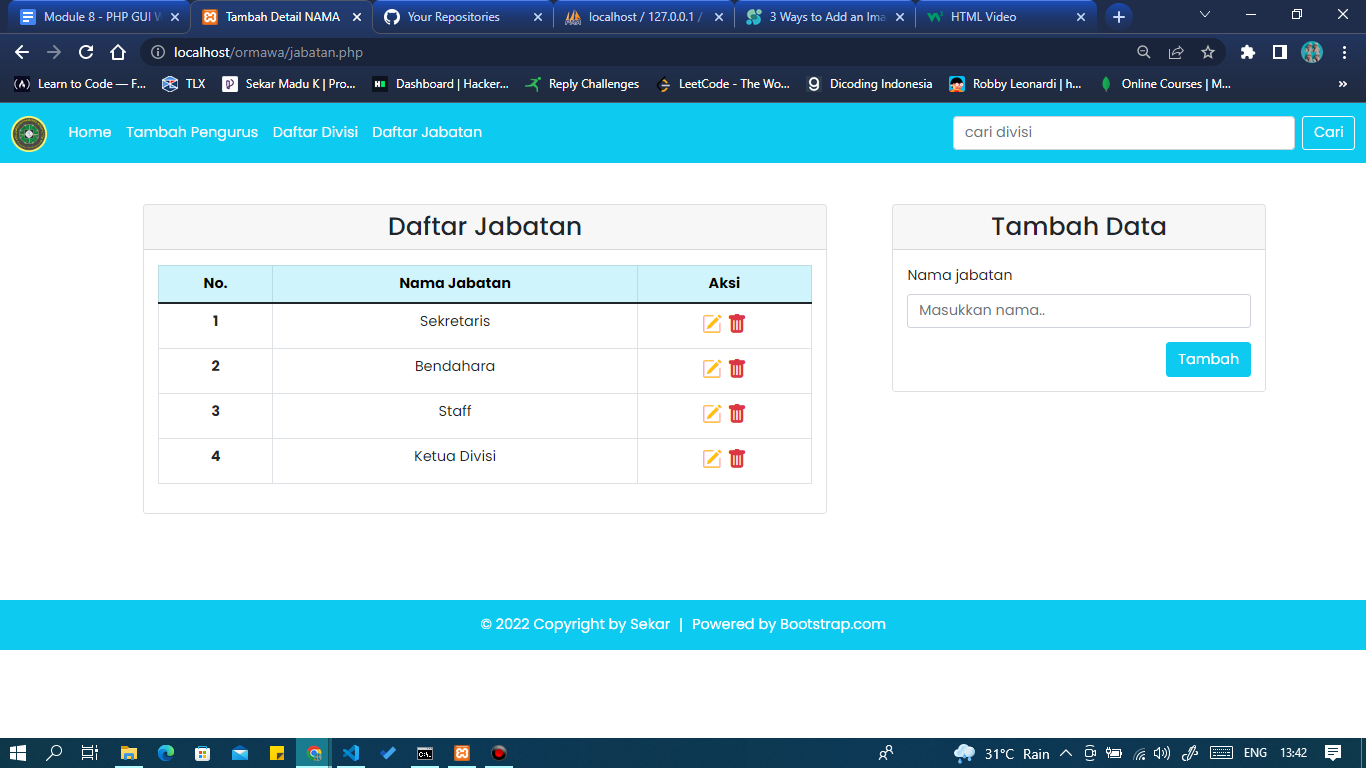 Module 8 - PHP GUI W
Tambah Detail NAMA
Your Repositories
localhost / 127.0.0.1 /
3 Ways to Add an Ima
HTML Video
localhost/ormawa/jabatan.php
Learn to Code — F...
TLX
Sekar Madu K | Pro...
Dashboard | Hacker...
Reply Challenges
LeetCode - The Wo...
Dicoding Indonesia
Robby Leonardi | h...
Online Courses | M...
»
Home
Tambah Pengurus
Daftar Divisi
Daftar Jabatan
cari divisi
Cari
Daftar Jabatan
No. Nama Jabatan Aksi
1 Sekretaris
2 Bendahara
3 Staff
4 Ketua Divisi
Tambah Data
Nama jabatan
Masukkan nama..
Tambah
© 2022 Copyright by Sekar | Powered by Bootstrap.com
31°C Rain
ENG
13:42